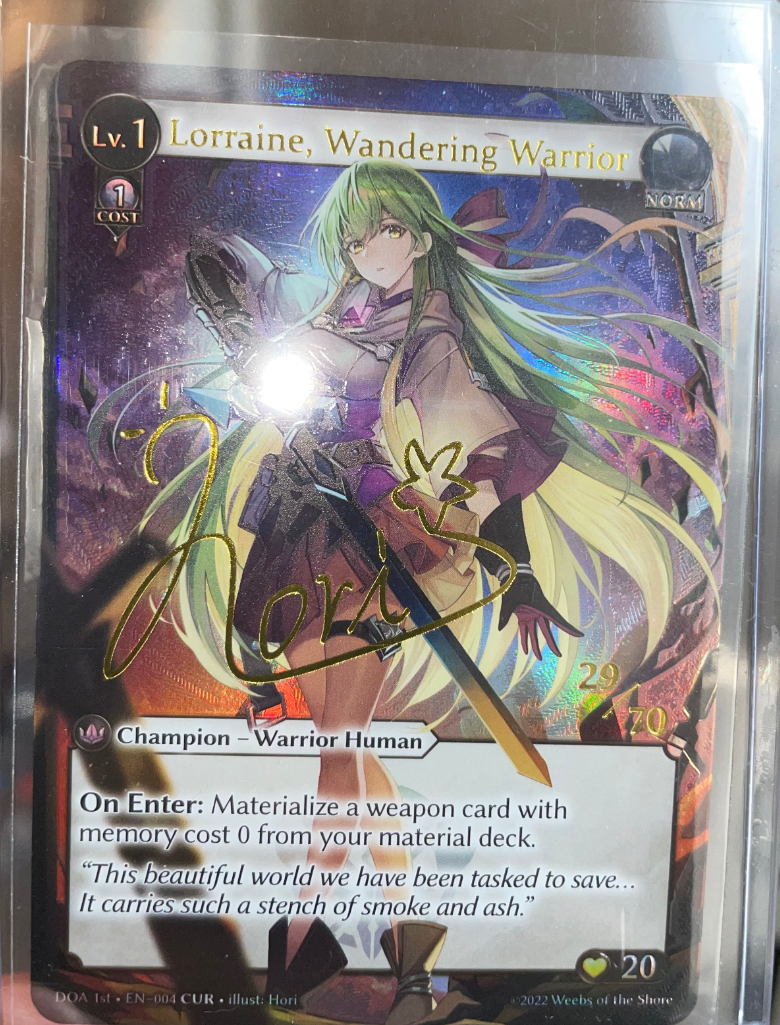 Lv. 1 Lorraine, Wandering Warrior
1
COST
NORM
Hori
29
70
Champion – Warrior Human
On Enter: Materialize a weapon card with
memory cost 0 from your material deck.
“This beautiful world we have been tasked to save...
It carries such a stench of smoke and ash.”
20
DOA 1st • EN-004 CUR • illust: Hori ©2022 Weebs of the Shore